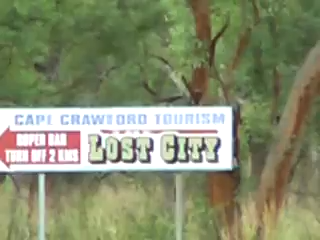 CAPE CRAWFORD TOURISM
ROPER BAR
TURN OFF 2 KMS
LOST CITY